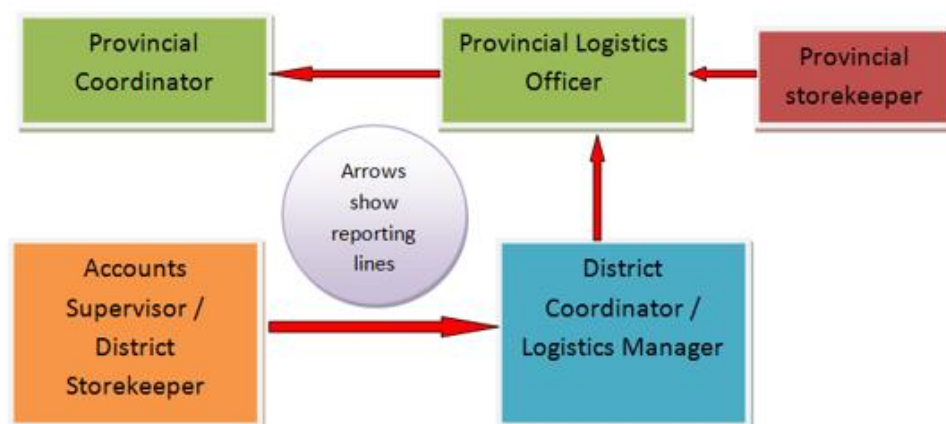 Provincial
Coordinator
Provincial Logistics
Officer
Provincial
storekeeper
Arrows
show
reporting
lines
Accounts
Supervisor /
District
Storekeeper
District
Coordinator /
Logistics Manager